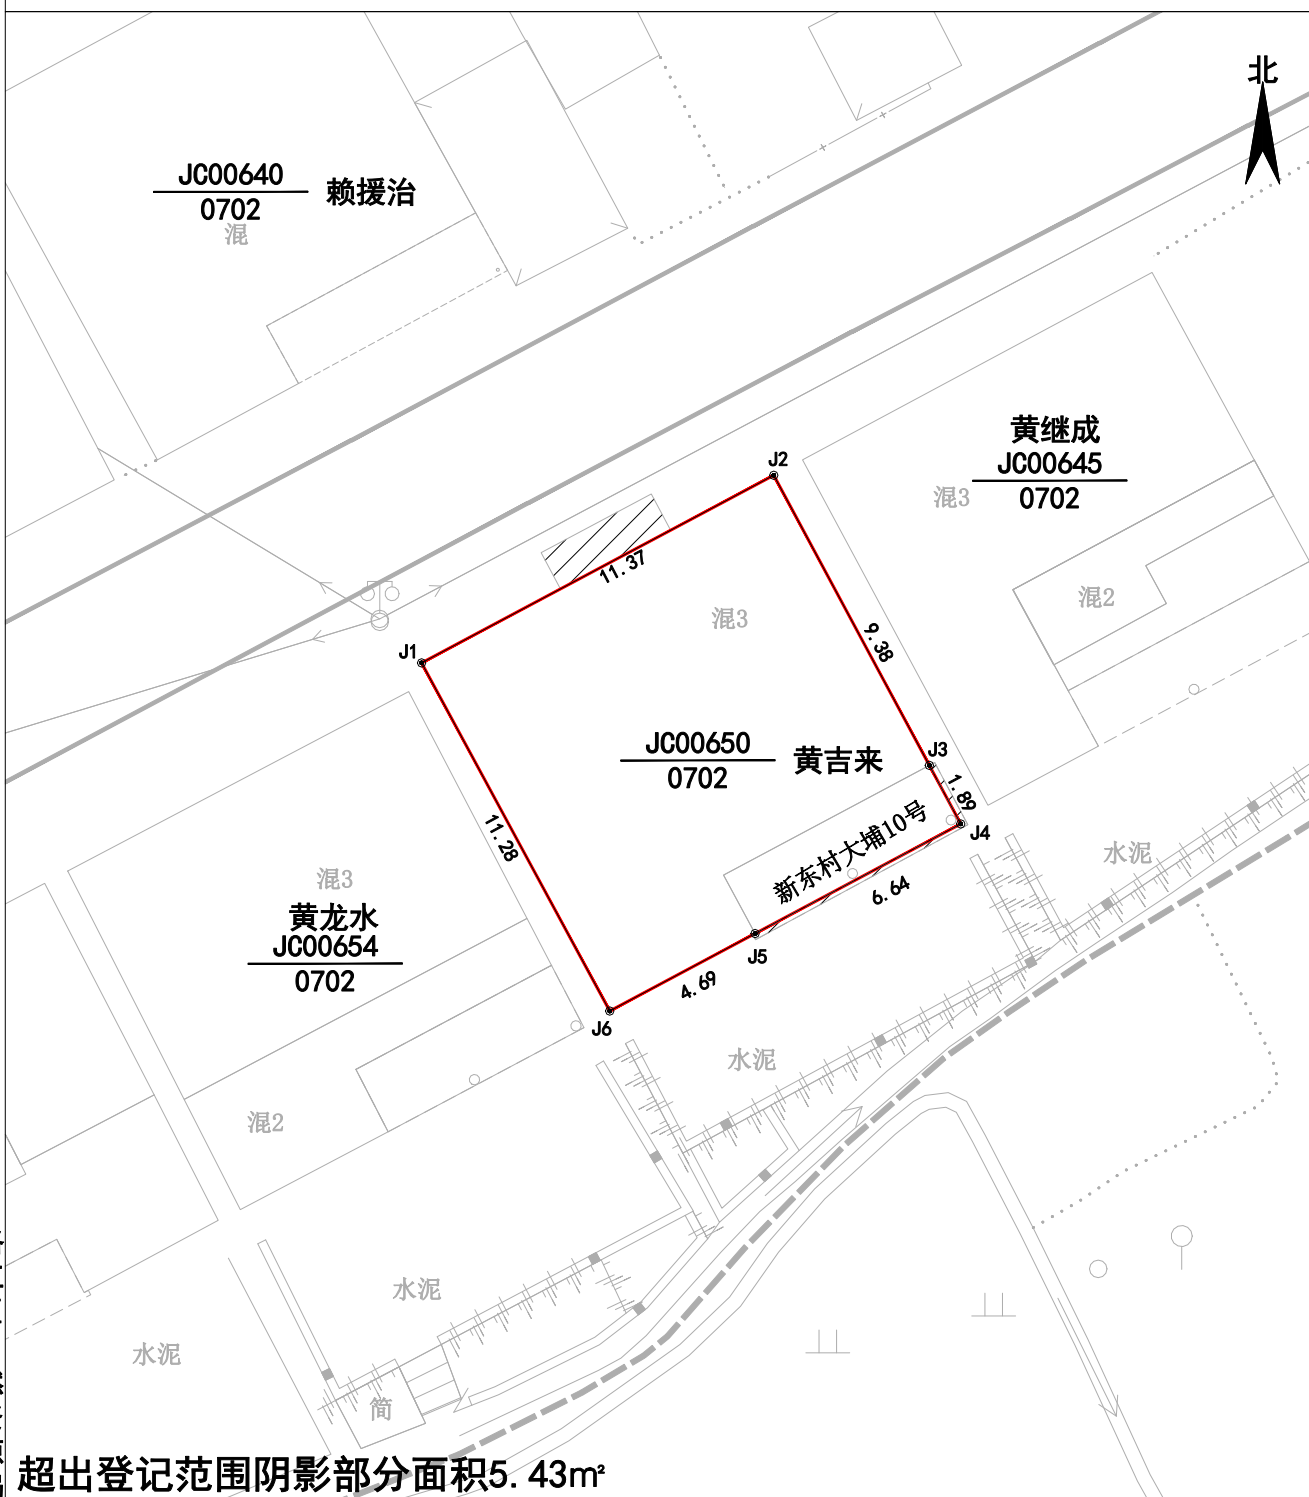 北
JC00640
0702
赖援治
混
黄继成
JC00645
0702
混3
混2
J2
11.37
混3
9.38
J1
JC00650
0702
黄吉来
J3
1.89
J4
新东村大埔10号
6.64
11.28
J5
4.69
J6
水泥
混3
黄龙水
JC00654
0702
混2
水泥
水泥
水泥
简
超出登记范围阴影部分面积5.43㎡